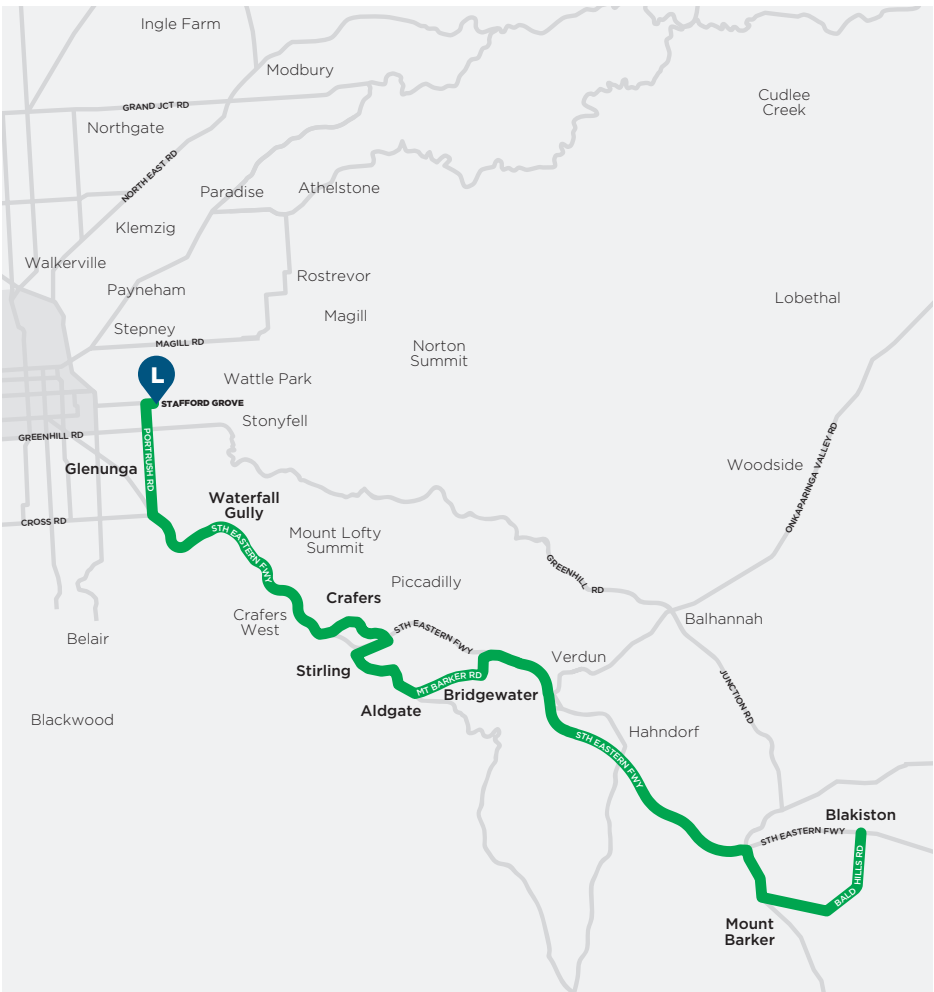 Ingle Farm
Modbury
Cudlee
Creek
GRAND JCT RD
Northgate
NORTH EAST RD
Paradise
Athelstone
Klemzig
Walkerville
Rostrevor
Payneham
Lobethal
Magill
Stepney
MAGILL RD
Norton
Summit
L
Wattle Park
STAFFORD GROVE
Stonyfell
GREENHILL RD
PORTRUSH RD
Glenunga
Woodside
ONKAPARINGA VALLEY RD
Waterfall
Gully
CROSS RD
STH EASTERN FWY
Mount Lofty
Summit
GREENHILL RD
Piccadilly
Crafers
Crafers
West
STH EASTERN FWY
Balhannah
Belair
Verdun
Stirling
MT BARKER RD
Bridgewater
JUNCTION RD
Aldgate
Blackwood
Hahndorf
STH EASTERN FWY
Blakiston
STH EASTERN FWY
BALD HILLS RD
Mount
Barker